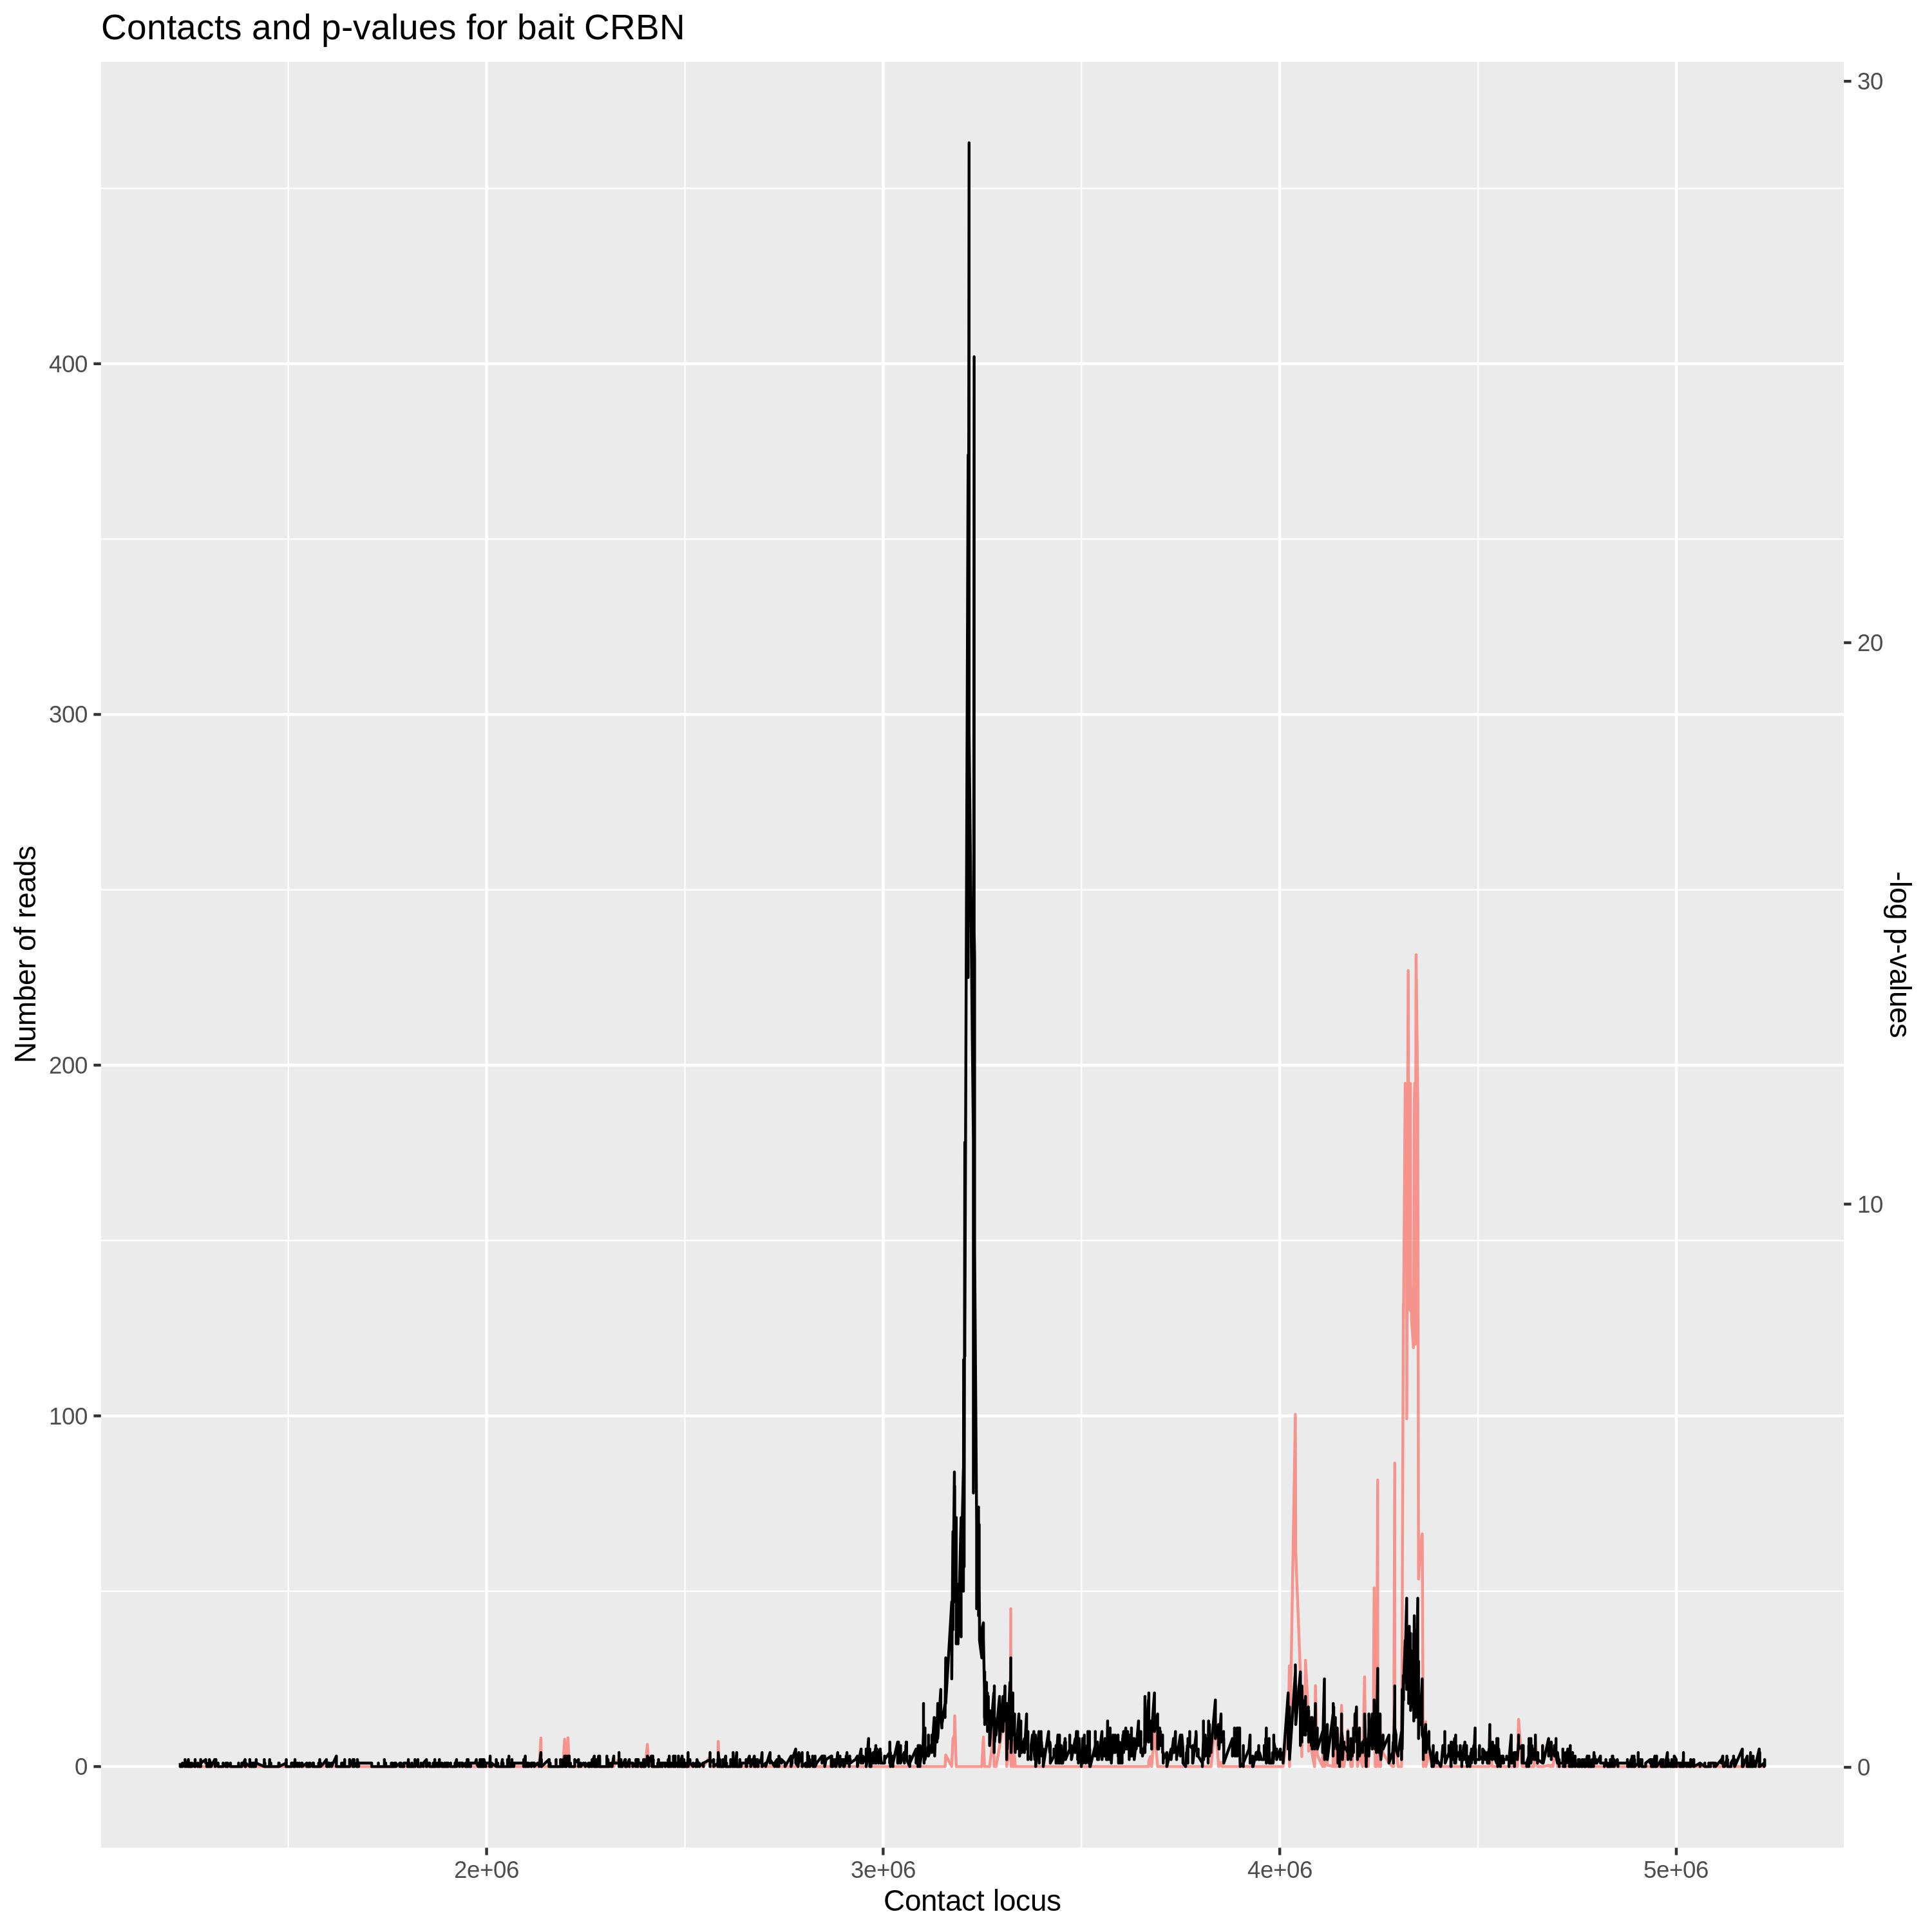 Contacts and p-values for bait CRBN
30
400
20
300
Number of reads
-log p-values
200
10
100
0
0
2e+06
3e+06
4e+06
5e+06
Contact locus